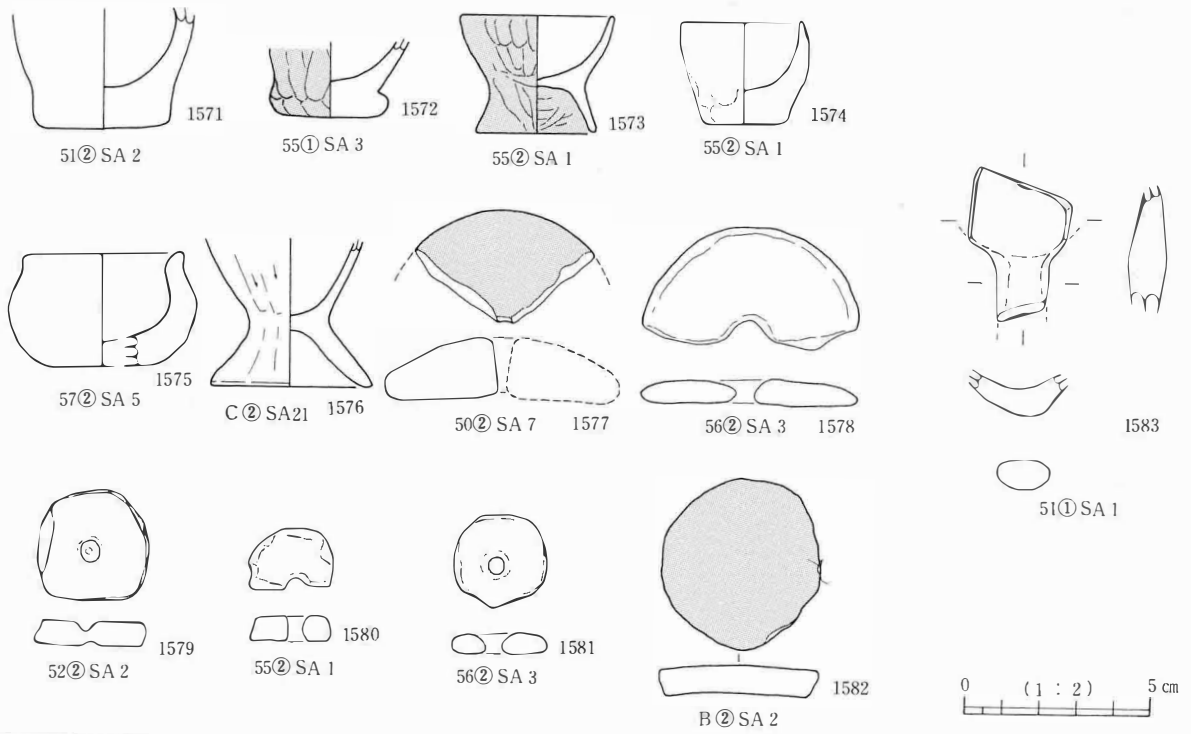 1571
51② SA 2
1572
55① SA 3
1573
55② SA 1
1574
55② SA 1
1575
57② SA 5
1576
C② SA21
50② SA 7 1577
56② SA 3 1578
1583
51① SA 1
1579
52② SA 2
1580
55② SA 1
1581
56② SA 3
1582
B② SA 2
0 (1 : 2) 5 cm